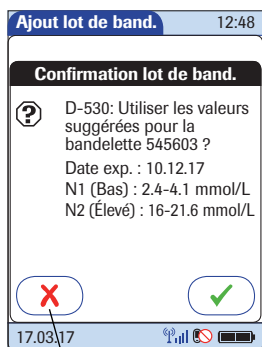 Ajout lot de band. 12:48
Confirmation lot de band.
D-530: Utiliser les valeurs
suggérées pour la
bandelette 545603 ?
Date exp. : 10.12.17
N1 (Bas) : 2.4-4.1 mmol/L
N2 (Élevé) : 16-21.6 mmol/L
17.03.17